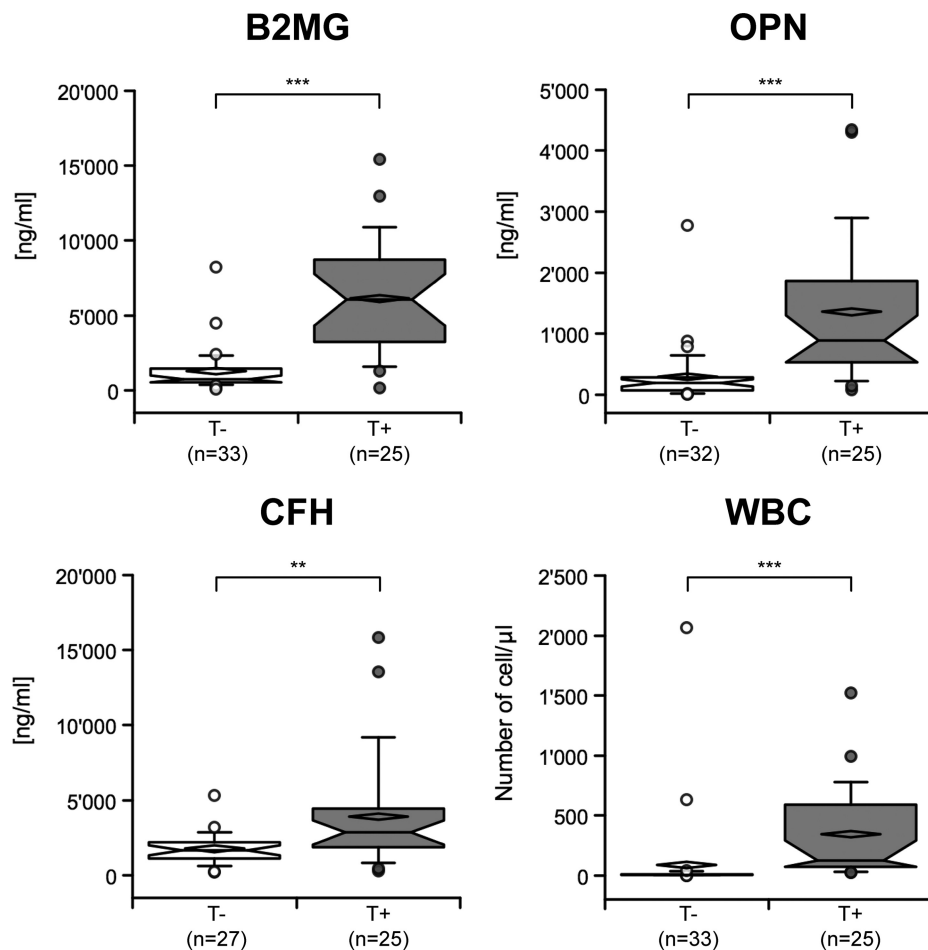 B2MG
***
20'000
15'000
10'000
5'000
0
[ng/ml]
T-
(n=33)
T+
(n=25)
OPN
***
5'000
4'000
3'000
2'000
1'000
0
[ng/ml]
T-
(n=32)
T+
(n=25)
CFH
**
20'000
15'000
10'000
5'000
0
[ng/ml]
T-
(n=27)
T+
(n=25)
WBC
***
2'500
2'000
1'500
1'000
500
0
Number of cell/µl
T-
(n=33)
T+
(n=25)